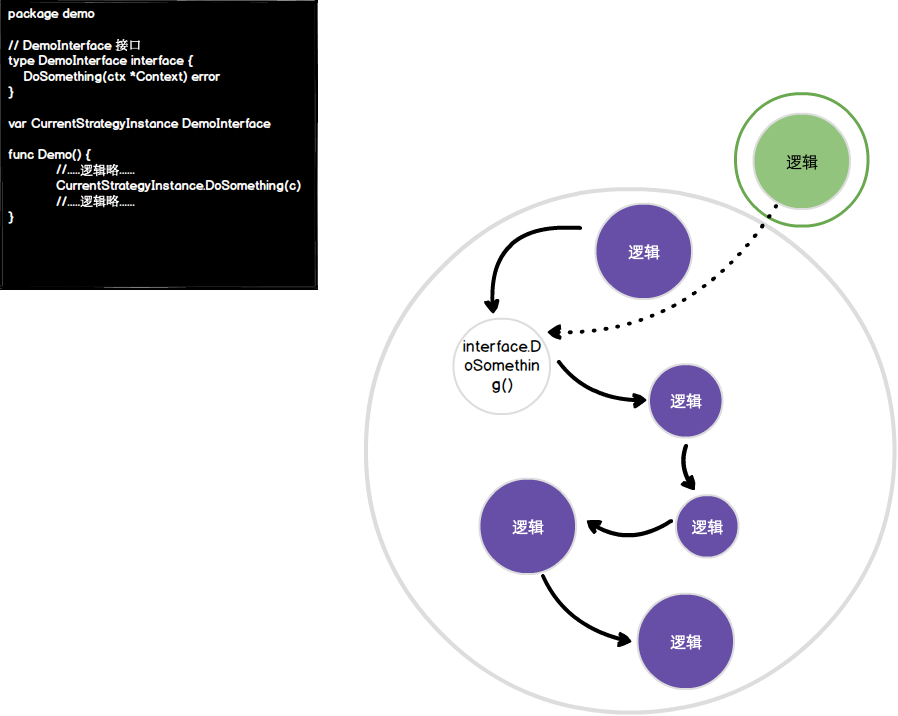 package demo
// DemoInterface 接口
type DemoInterface interface {
DoSomething(ctx *Context) error
}
var CurrentStrategyInstance DemoInterface
func Demo() {
//.....逻辑略......
CurrentStrategyInstance.DoSomething(c)
//.....逻辑略......
}
逻辑
逻辑
interface.D
oSomethin
g()
逻辑
逻辑
逻辑
逻辑